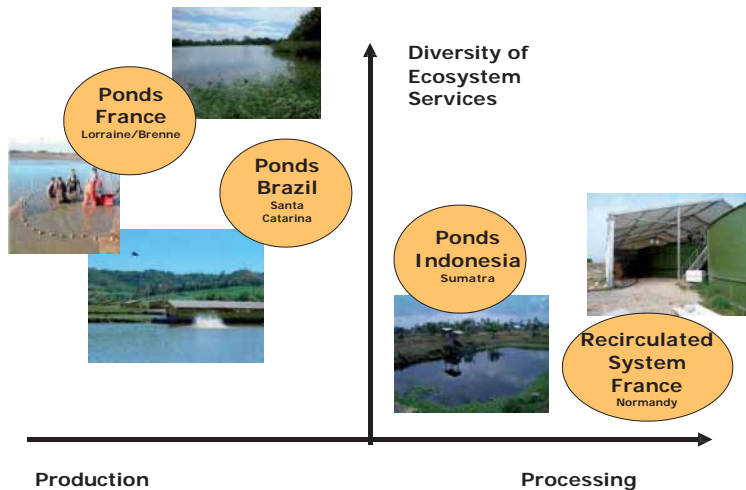 Diversity of
Ecosystem
Services
Ponds
France
Lorraine/Brenne
Ponds
Brazil
Santa
Catarina
Ponds
Indonesia
Sumatra
Recirculated
System
France
Normandy
Production
Processing